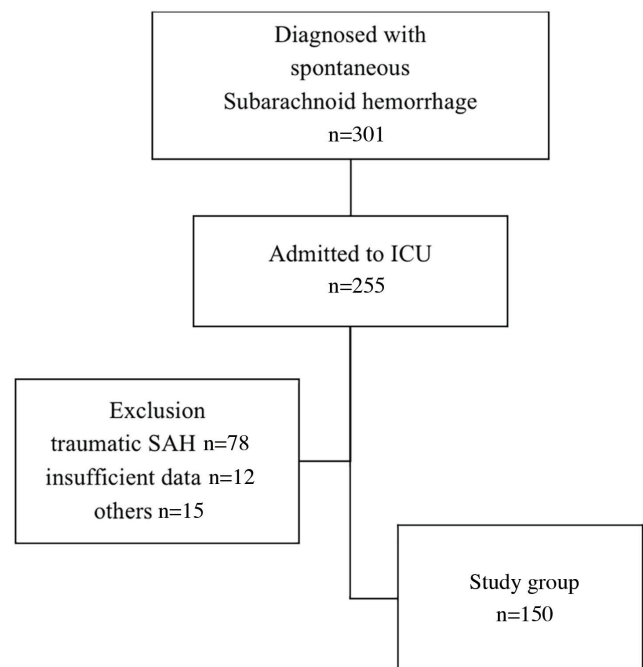 Diagnosed with
spontaneous
Subarachnoid hemorrhage
n=301
Admitted to ICU
n=255
Exclusion
traumatic SAH n=78
insufficient data n=12
others n=15
Study group
n=150